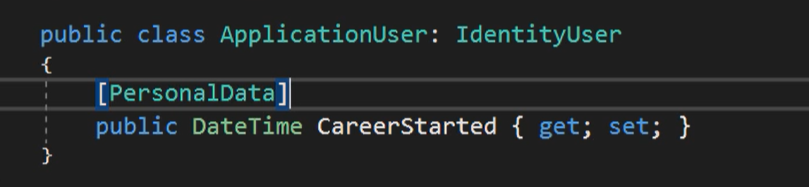 public class ApplicationUser: IdentityUser
{
[PersonalData]
public DateTime CareerStarted { get; set; }
}